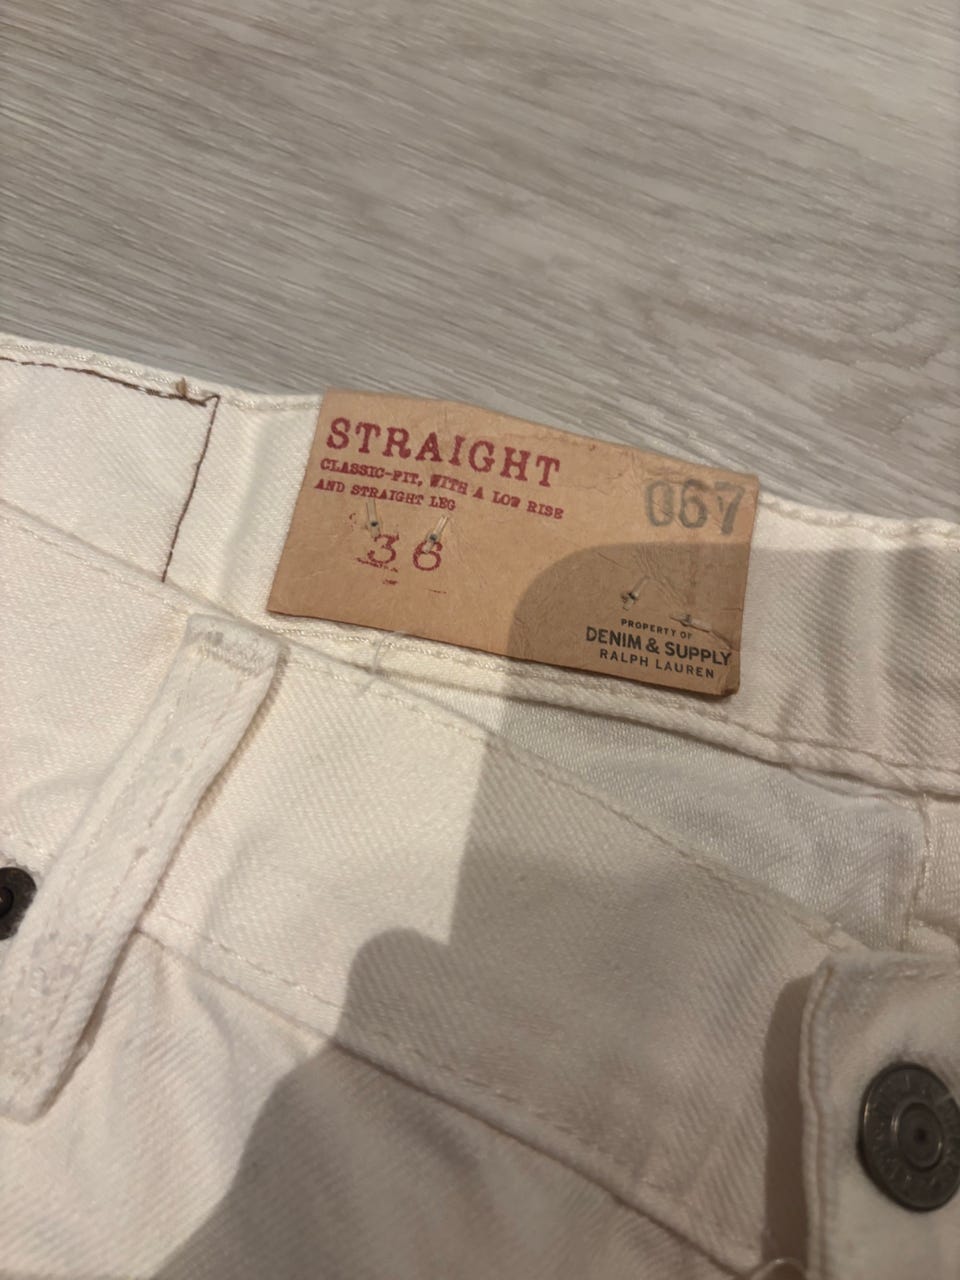 STRAIGHT
CLASSIC-FIT, WITH A LOW RISE
AND STRAIGHT LEG
36
067
PROPERTY OF
DENIM & SUPPLY
RALPH LAUREN